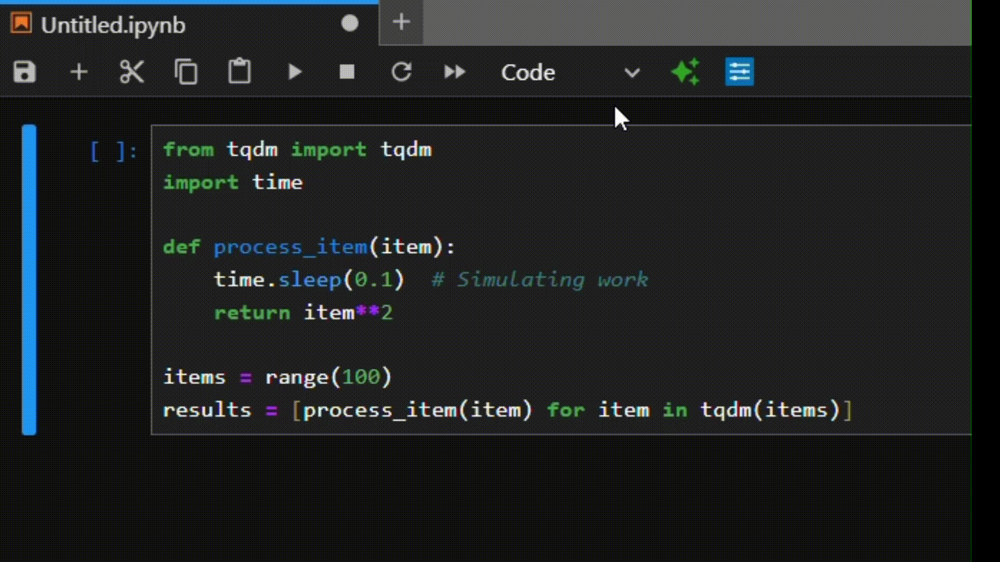 Untitled.ipynb
Code
[ ]:
from tqdm import tqdm
import time
def process_item(item):
    time.sleep(0.1)  # Simulating work
    return item**2
items = range(100)
results = [process_item(item) for item in tqdm(items)]